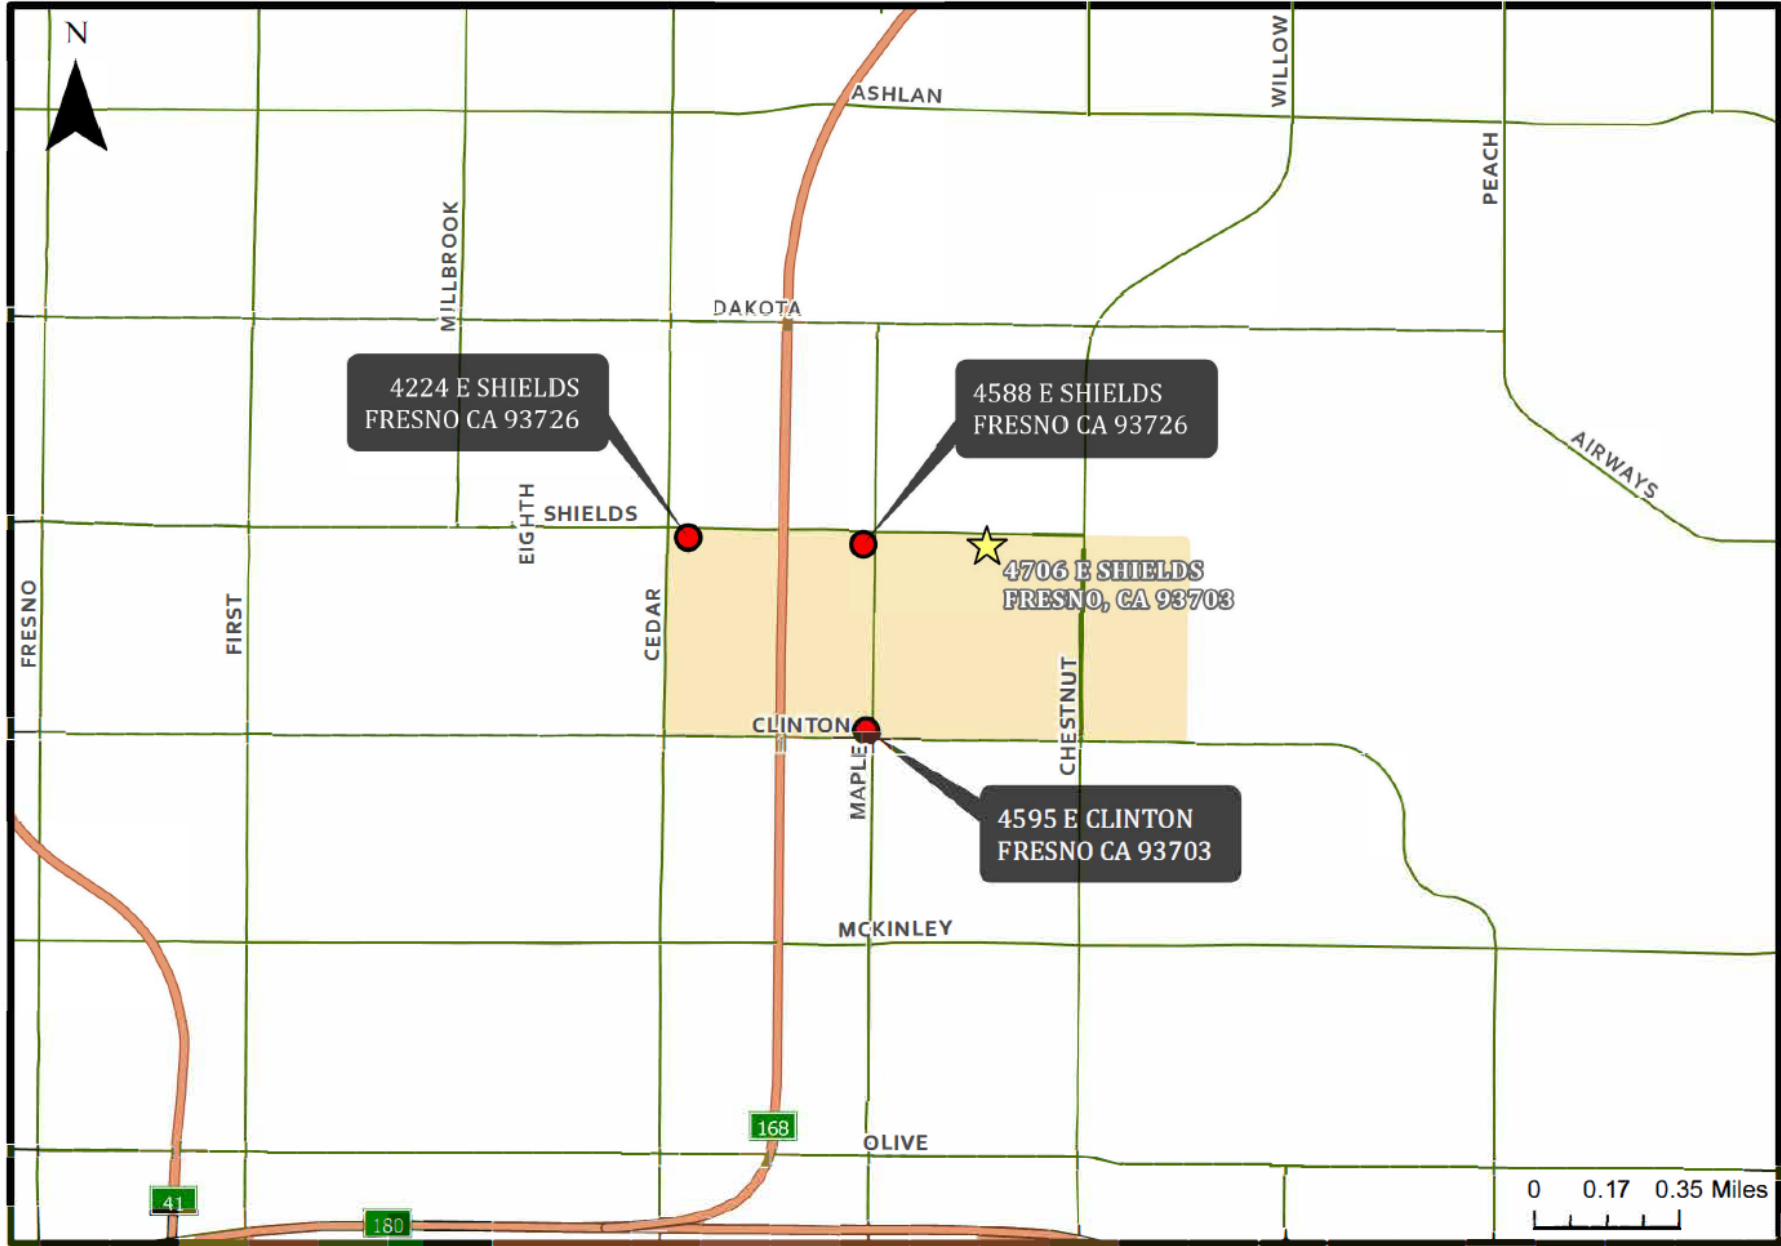 N
WILLOW
ASHLAN
PEACH
MILLBROOK
DAKOTA
4224 E SHIELDS
FRESNO CA 93726
4588 E SHIELDS
FRESNO CA 93726
AIRWAYS
EIGHTH
SHIELDS
4706 E SHIELDS
FRESNO, CA 93703
FRESNO
FIRST
CEDAR
CHESTNUT
CLINTON
MAPLE
4595 E CLINTON
FRESNO CA 93703
MCKINLEY
168
OLIVE
41
180
0 0.17 0.35 Miles